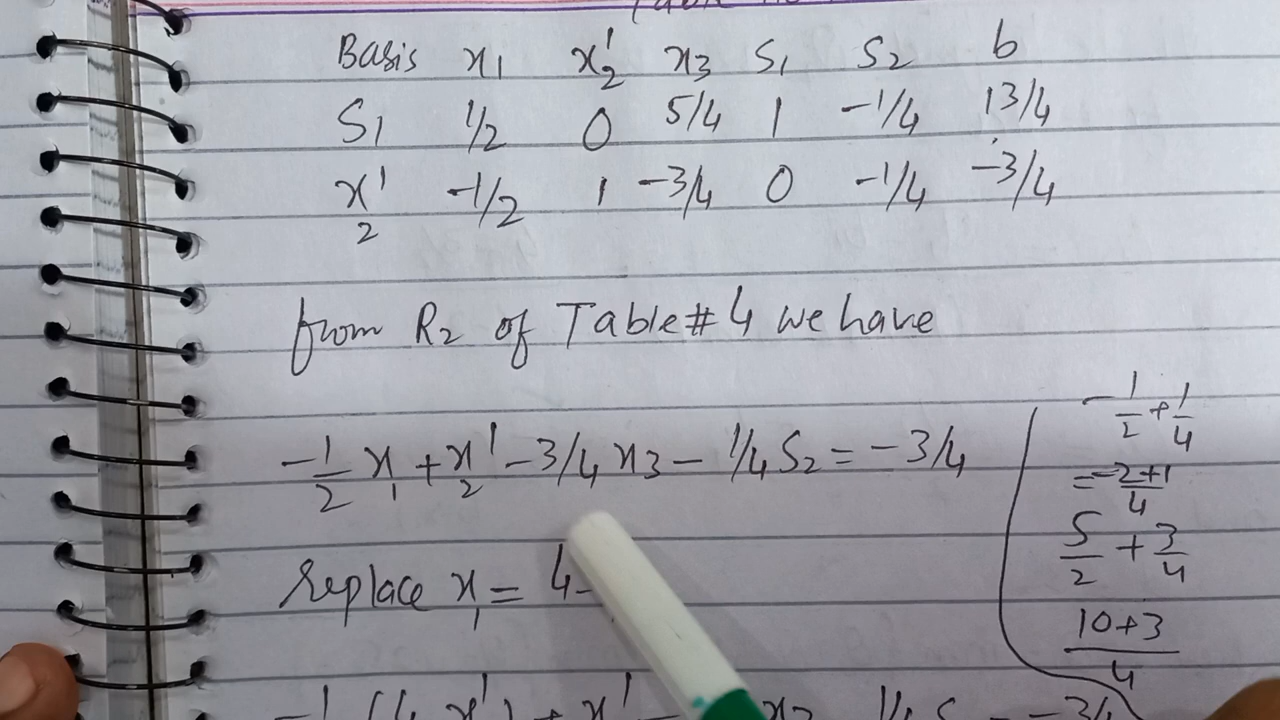 Basis x₁ x₂' x₃ S₁ S₂ b
S₁ 1/2 0 5/4 1 -1/4 13/4
x₂' -1/2 1 -3/4 0 -1/4 -3/4
from R₂ of Table # 4 we have
-1/2 x₁ + x₂' - 3/4 x₃ - 1/4 S₂ = -3/4
replace x₁ = 4-
-1/2 + 1/4
= -2+1/4
5/2 + 3/4
10+3/4